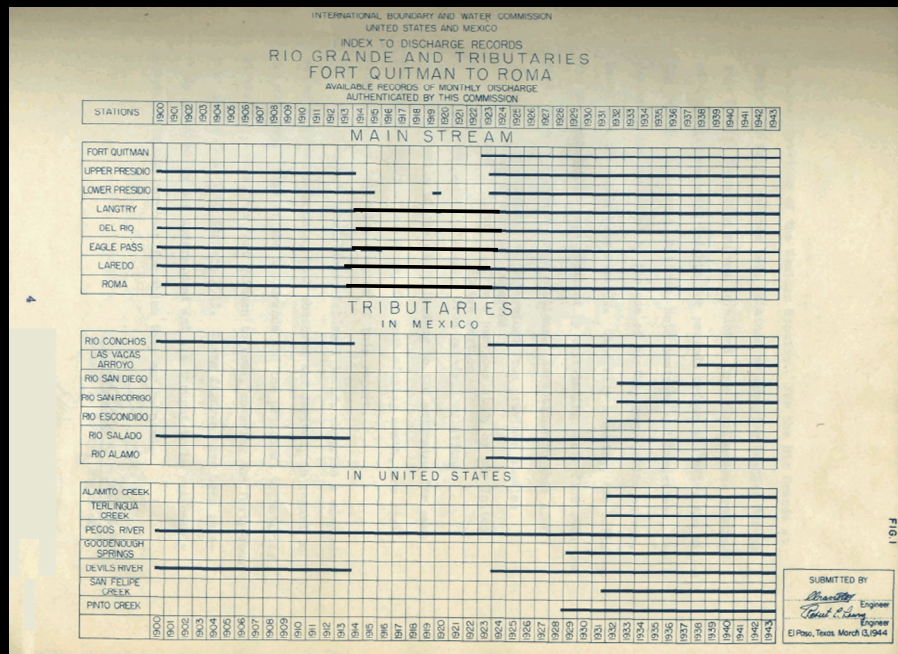 INTERNATIONAL BOUNDARY AND WATER COMMISSION
UNITED STATES AND MEXICO
INDEX TO DISCHARGE RECORDS
RIO GRANDE AND TRIBUTARIES
FORT QUITMAN TO ROMA
AVAILABLE RECORDS OF MONTHLY DISCHARGE
AUTHENTICATED BY THIS COMMISSION
STATIONS 1900 1901 1902 1903 1904 1905 1906 1907 1908 1909 1910 1911 1912 1913 1914 1915 1916 1917 1918 1919 1920 1921 1922 1923 1924 1925 1926 1927 1928 1929 1930 1931 1932 1933 1934 1935 1936 1937 1938 1939 1940 1941 1942 1943
MAIN STREAM
FORT QUITMAN
UPPER PRESIDIO
LOWER PRESIDIO
LANGTRY
DEL RIO
EAGLE PASS
LAREDO
ROMA
TRIBUTARIES
IN MEXICO
RIO CONCHOS
LAS VACAS
ARROYO
RIO SAN DIEGO
RIO SAN RODRIGO
RIO ESCONDIDO
RIO SALADO
RIO ALAMO
IN UNITED STATES
ALAMITO CREEK
TERLINGUA
CREEK
PECOS RIVER
GOODENOUGH
SPRINGS
DEVILS RIVER
SAN FELIPE
CREEK
PINTO CREEK
1900 1901 1902 1903 1904 1905 1906 1907 1908 1909 1910 1911 1912 1913 1914 1915 1916 1917 1918 1919 1920 1921 1922 1923 1924 1925 1926 1927 1928 1929 1930 1931 1932 1933 1934 1935 1936 1937 1938 1939 1940 1941 1942 1943
4
FIG. 1
SUBMITTED BY
Engineer
Engineer
El Paso, Texas. March 13, 1944